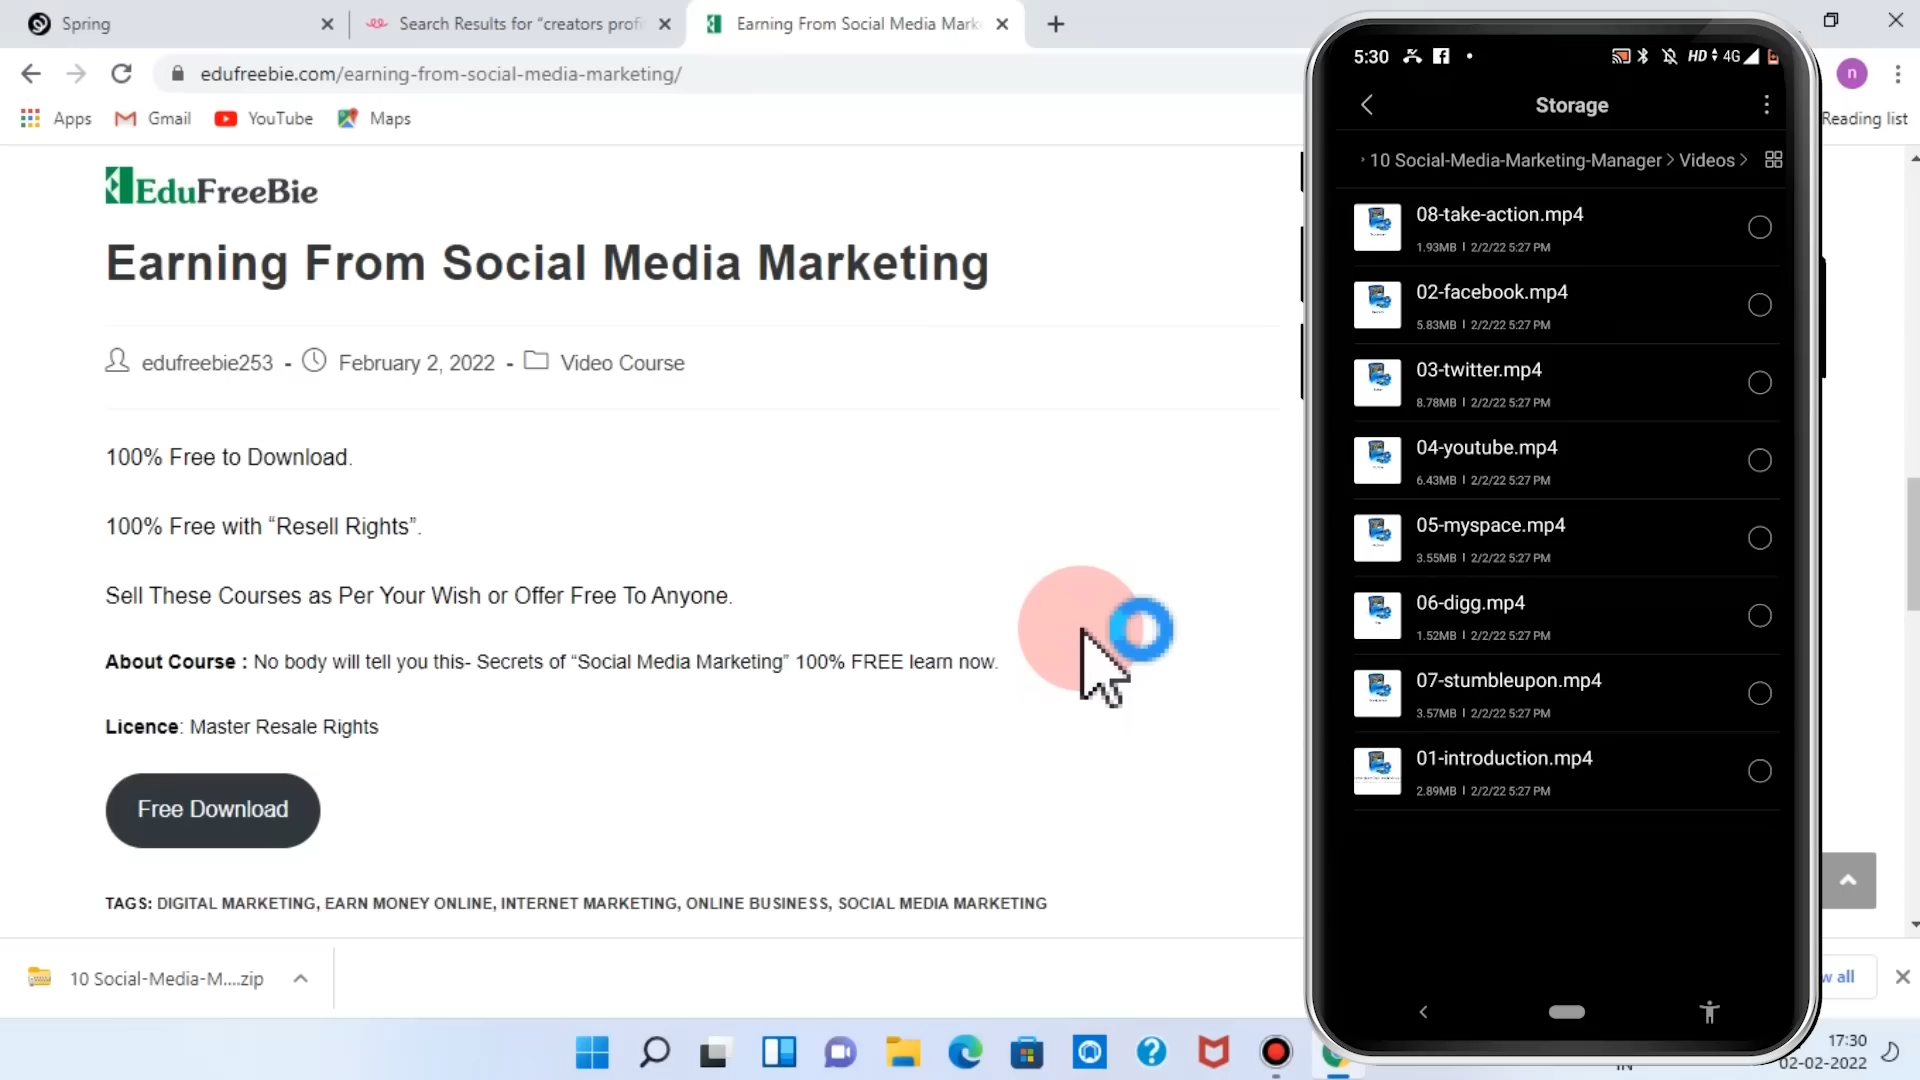 Spring
Search Results for “creators profi
Earning From Social Media Mark
edufreebie.com/earning-from-social-media-marketing/
n
Apps
Gmail
YouTube
Maps
Reading list
EduFreeBie
Earning From Social Media Marketing
edufreebie253 - February 2, 2022 - Video Course
100% Free to Download.
100% Free with “Resell Rights”.
Sell These Courses as Per Your Wish or Offer Free To Anyone.
About Course : No body will tell you this- Secrets of “Social Media Marketing” 100% FREE learn now.
Licence: Master Resale Rights
Free Download
TAGS: DIGITAL MARKETING, EARN MONEY ONLINE, INTERNET MARKETING, ONLINE BUSINESS, SOCIAL MEDIA MARKETING
10 Social-Media-M....zip
w all
17:30
02-02-2022
IN
5:30
HD 4G
Storage
10 Social-Media-Marketing-Manager > Videos >
08-take-action.mp4
1.93MB | 2/2/22 5:27 PM
02-facebook.mp4
5.83MB | 2/2/22 5:27 PM
03-twitter.mp4
8.78MB | 2/2/22 5:27 PM
04-youtube.mp4
6.43MB | 2/2/22 5:27 PM
05-myspace.mp4
3.55MB | 2/2/22 5:27 PM
06-digg.mp4
1.52MB | 2/2/22 5:27 PM
07-stumbleupon.mp4
3.57MB | 2/2/22 5:27 PM
01-introduction.mp4
2.89MB | 2/2/22 5:27 PM